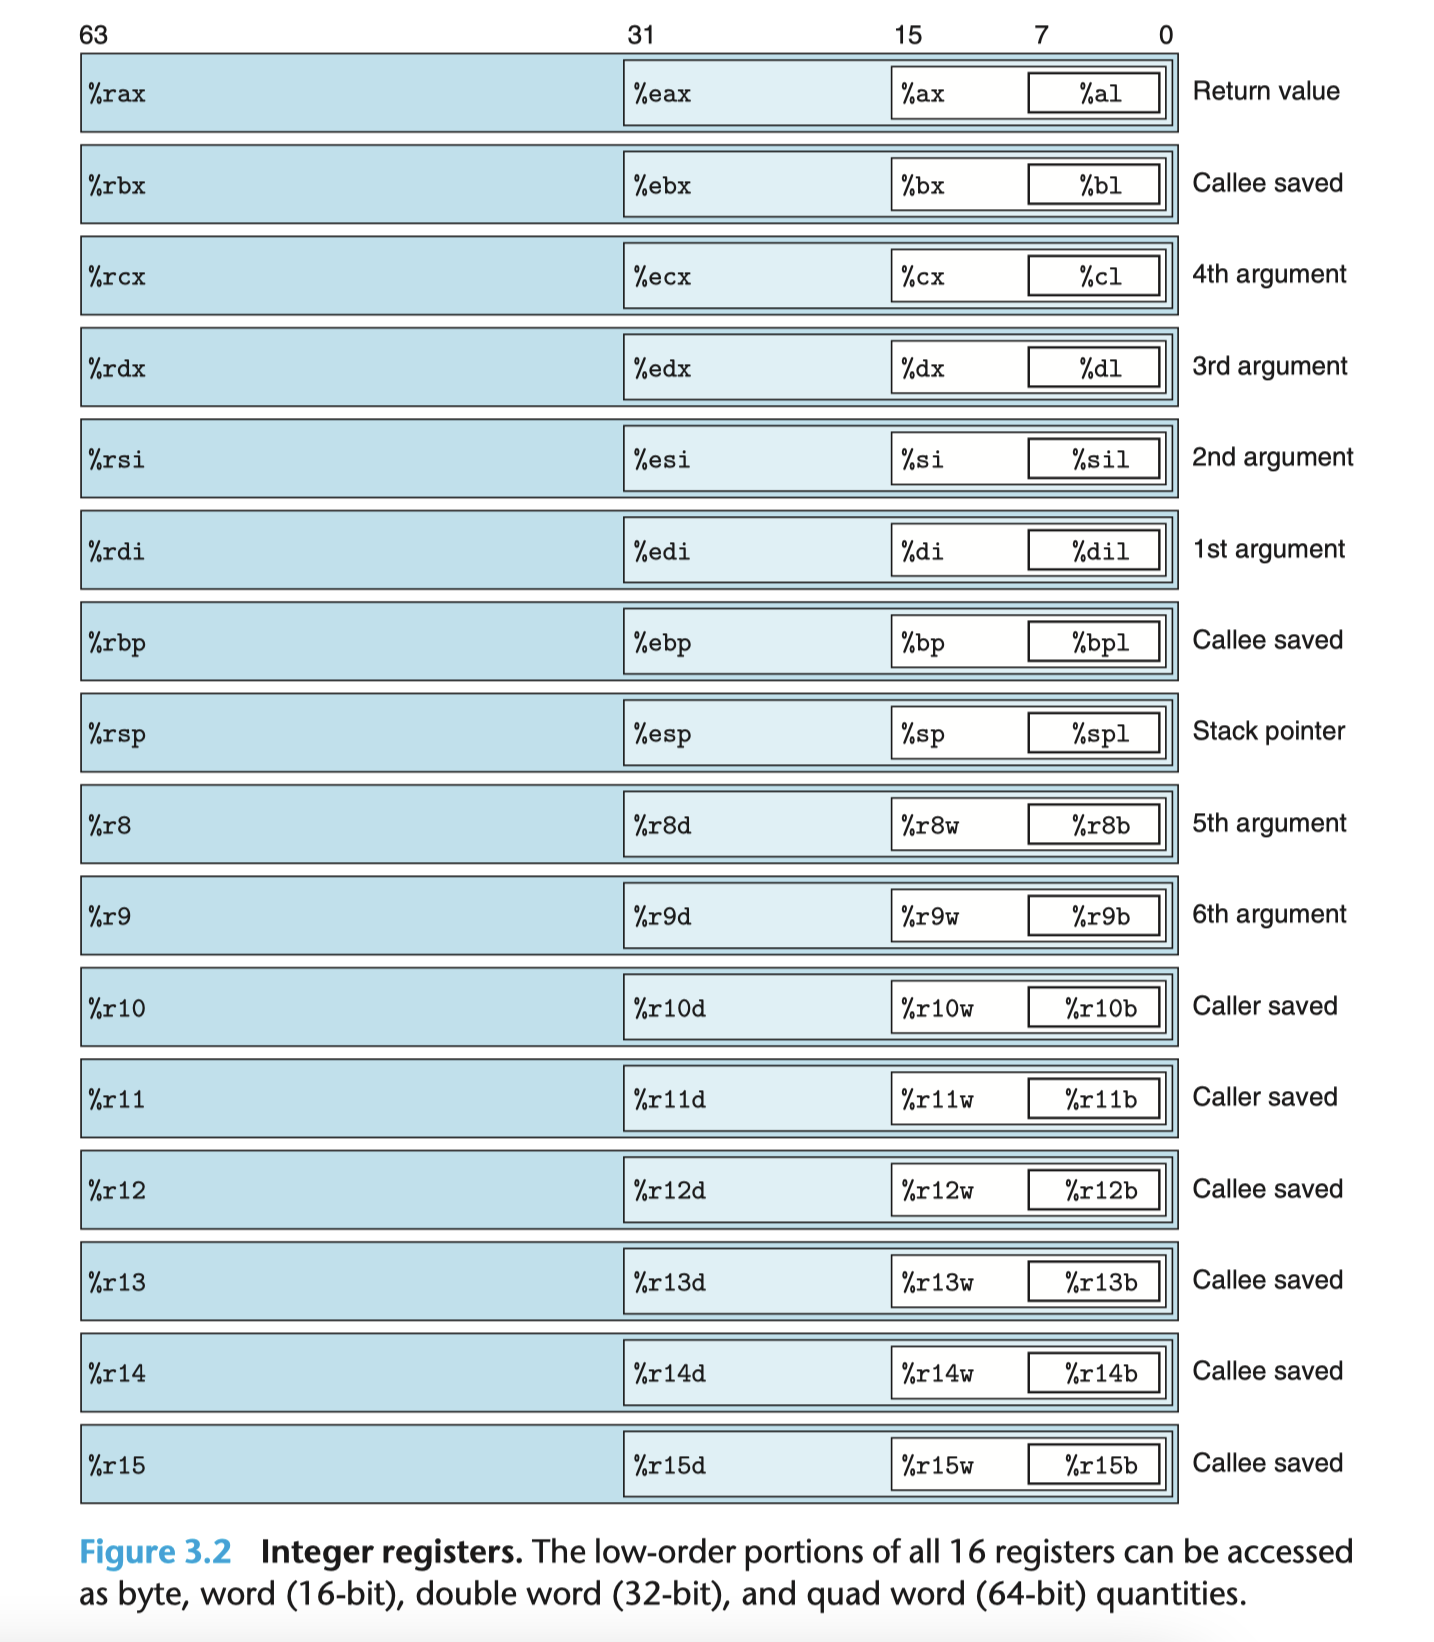 63 31 15 7 0
%rax %eax %ax %al Return value
%rbx %ebx %bx %bl Callee saved
%rcx %ecx %cx %cl 4th argument
%rdx %edx %dx %dl 3rd argument
%rsi %esi %si %sil 2nd argument
%rdi %edi %di %dil 1st argument
%rbp %ebp %bp %bpl Callee saved
%rsp %esp %sp %spl Stack pointer
%r8 %r8d %r8w %r8b 5th argument
%r9 %r9d %r9w %r9b 6th argument
%r10 %r10d %r10w %r10b Caller saved
%r11 %r11d %r11w %r11b Caller saved
%r12 %r12d %r12w %r12b Callee saved
%r13 %r13d %r13w %r13b Callee saved
%r14 %r14d %r14w %r14b Callee saved
%r15 %r15d %r15w %r15b Callee saved
Figure 3.2 Integer registers. The low-order portions of all 16 registers can be accessed
as byte, word (16-bit), double word (32-bit), and quad word (64-bit) quantities.